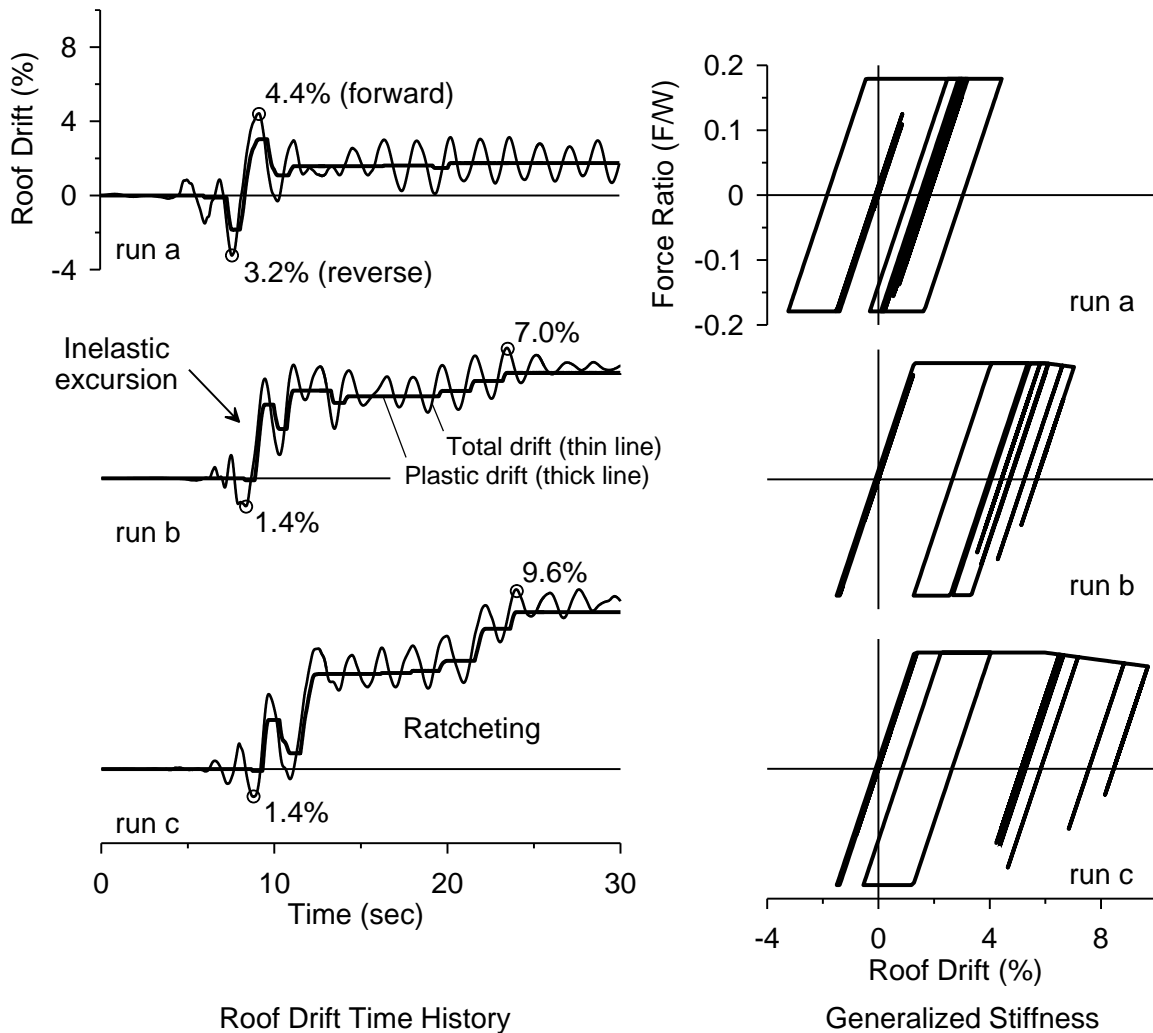 8
4
0
-4
Roof Drift (%)
4.4% (forward)
3.2% (reverse)
run a
Inelastic
excursion
7.0%
Total drift (thin line)
Plastic drift (thick line)
1.4%
run b
9.6%
Ratcheting
1.4%
run c
0
10
20
30
Time (sec)
Roof Drift Time History
0.2
0.1
0
-0.1
-0.2
Force Ratio (F/W)
run a
run b
run c
-4
0
4
8
Roof Drift (%)
Generalized Stiffness